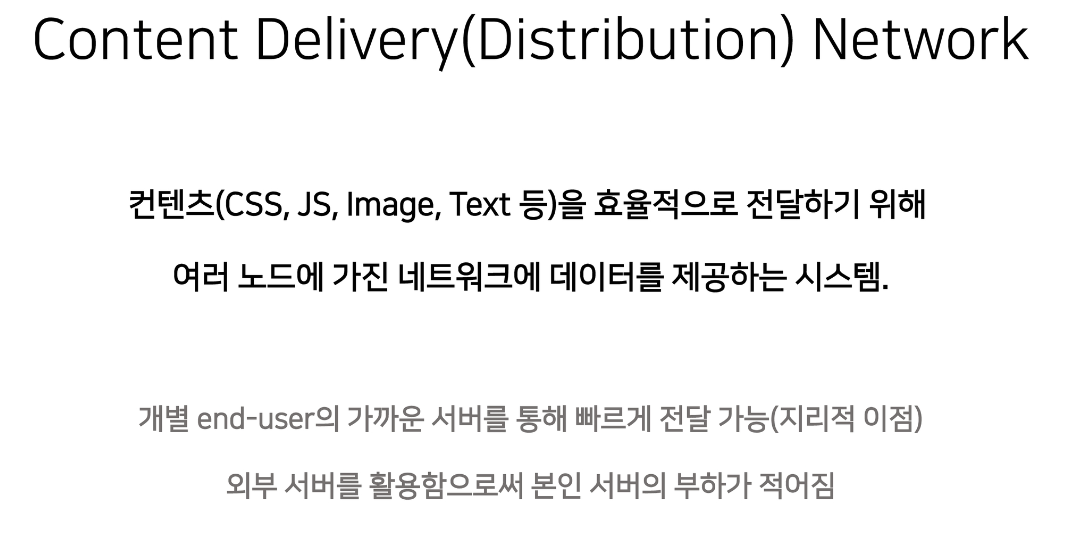 Content Delivery(Distribution) Network
컨텐츠(CSS, JS, Image, Text 등)을 효율적으로 전달하기 위해
여러 노드에 가진 네트워크에 데이터를 제공하는 시스템.
개별 end-user의 가까운 서버를 통해 빠르게 전달 가능(지리적 이점)
외부 서버를 활용함으로써 본인 서버의 부하가 적어짐